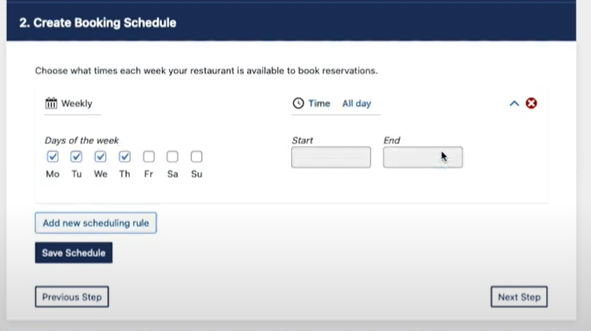 2. Create Booking Schedule
Choose what times each week your restaurant is available to book reservations.
Weekly Time All day
Days of the week Start End
Mo Tu We Th Fr Sa Su
Add new scheduling rule
Save Schedule
Previous Step Next Step